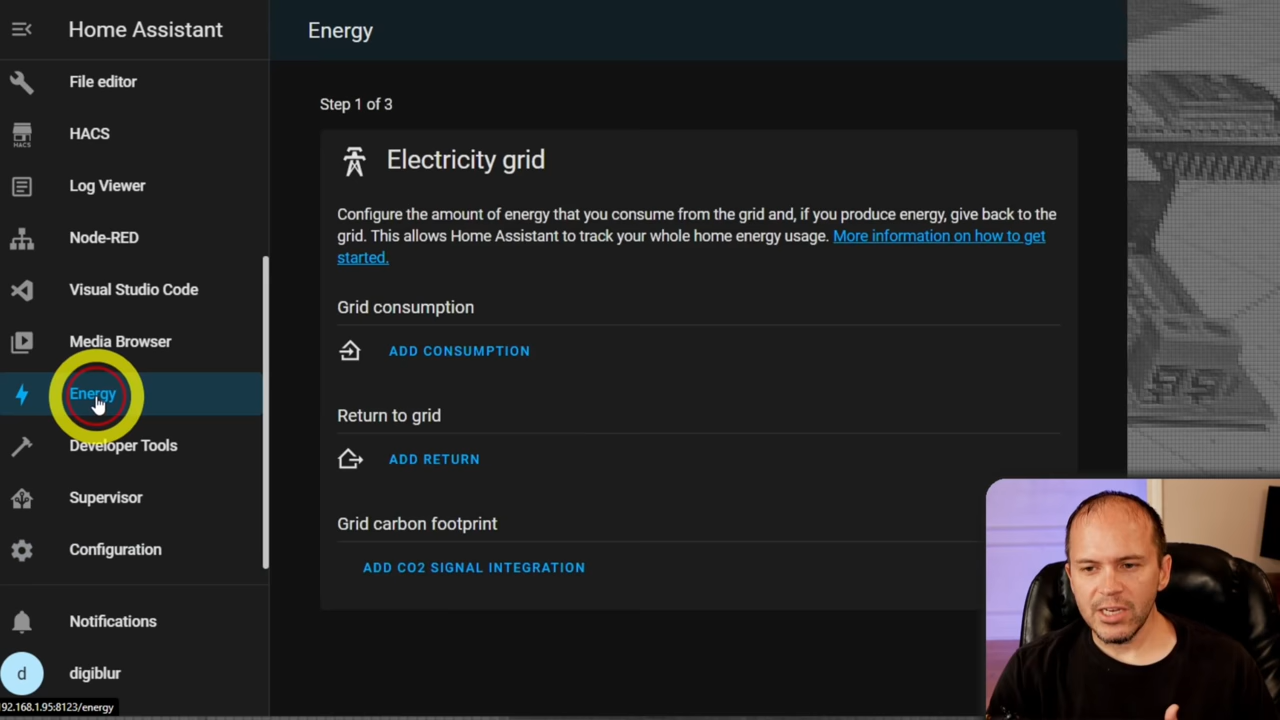 Home Assistant
File editor
HACS
HACS
Log Viewer
Node-RED
Visual Studio Code
Media Browser
Energy
Developer Tools
Supervisor
Configuration
Notifications
d
digiblur
92.168.1.95:8123/energy
Energy
Step 1 of 3
Electricity grid
Configure the amount of energy that you consume from the grid and, if you produce energy, give back to the
grid. This allows Home Assistant to track your whole home energy usage. More information on how to get
started.
Grid consumption
ADD CONSUMPTION
Return to grid
ADD RETURN
Grid carbon footprint
ADD CO2 SIGNAL INTEGRATION